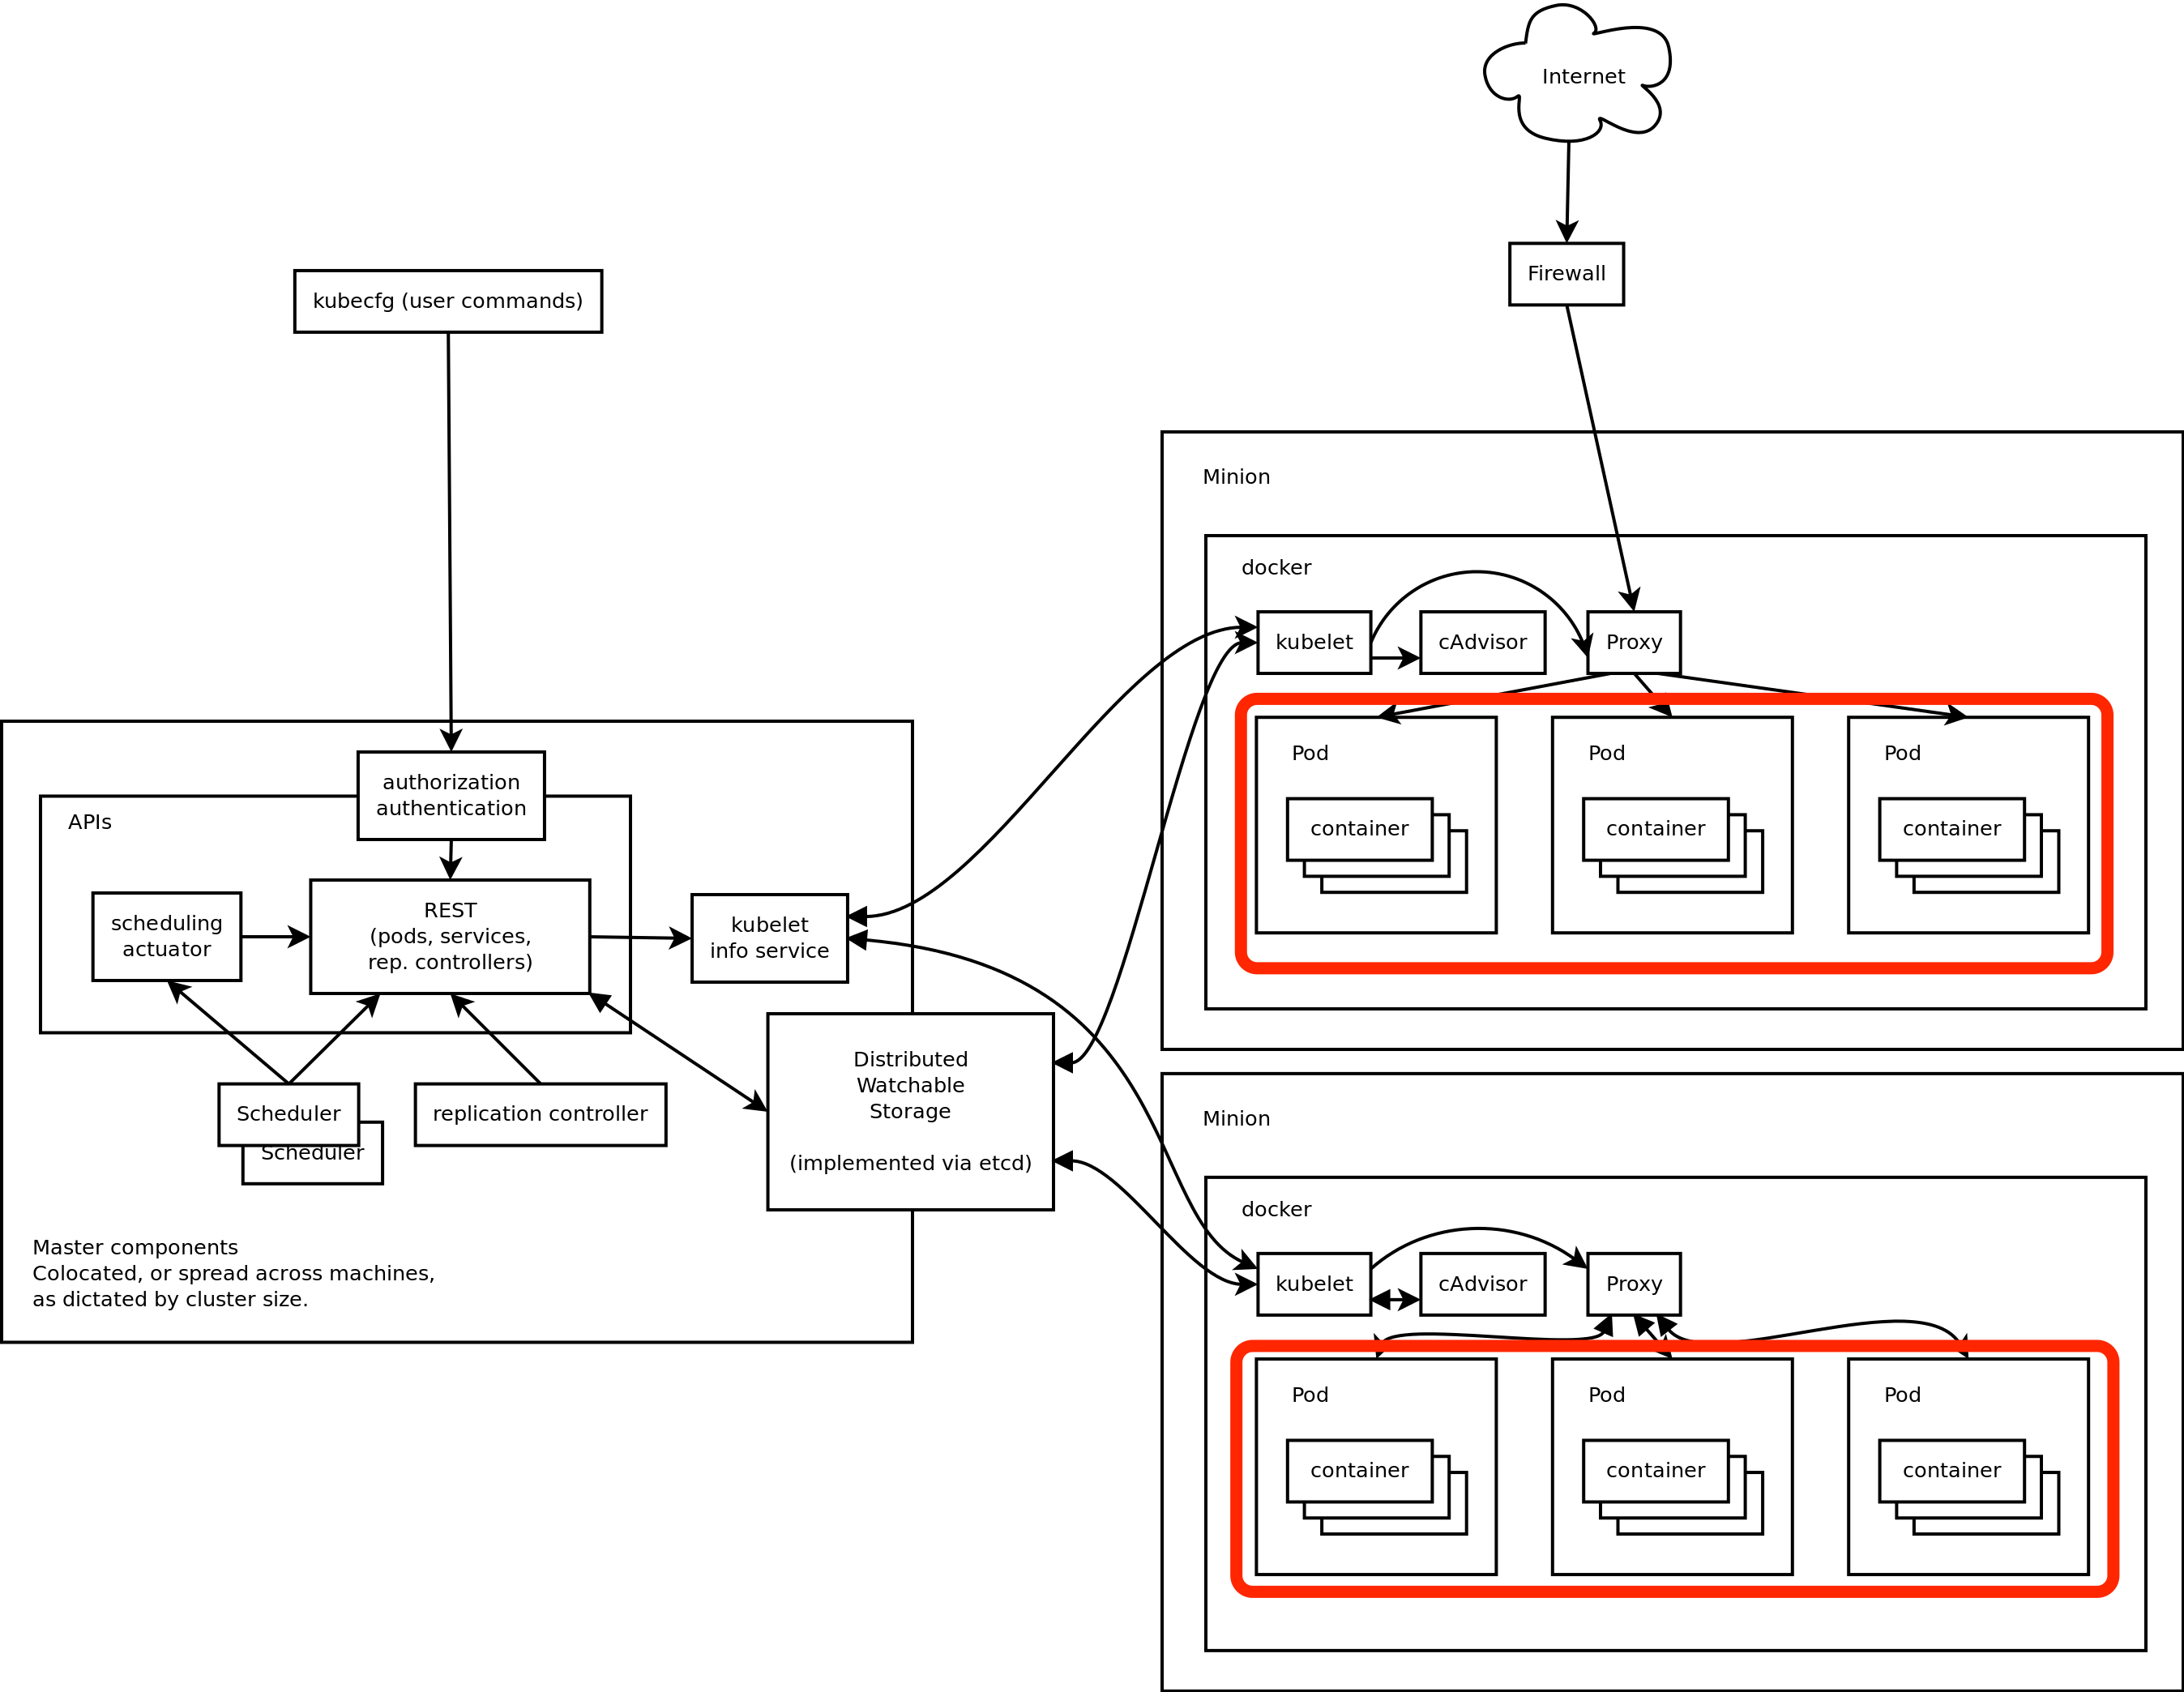 Internet
Firewall
kubecfg (user commands)
Minion
docker
kubelet
cAdvisor
Proxy
Pod
container
Pod
container
Pod
container
authorization
authentication
APIs
scheduling
actuator
REST
(pods, services,
rep. controllers)
kubelet
info service
Distributed
Watchable
Storage
(implemented via etcd)
Scheduler
Scheduler
replication controller
Master components
Colocated, or spread across machines,
as dictated by cluster size.
Minion
docker
kubelet
cAdvisor
Proxy
Pod
container
Pod
container
Pod
container